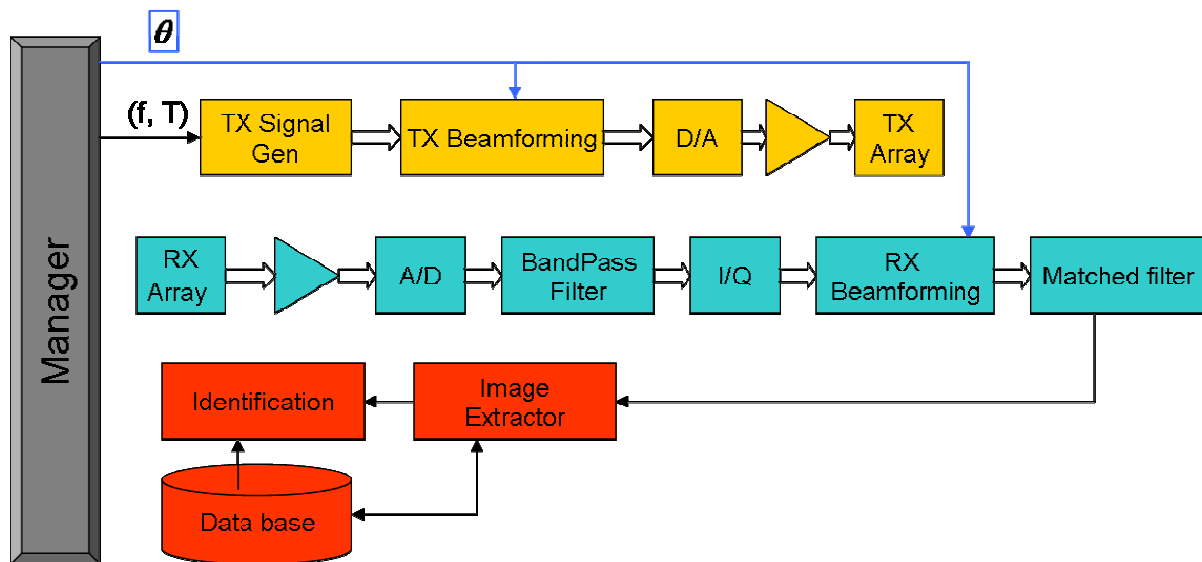 θ
Manager
(f, T)
TX Signal
Gen
TX Beamforming
D/A
TX
Array
RX
Array
A/D
BandPass
Filter
I/Q
RX
Beamforming
Matched filter
Identification
Image
Extractor
Data base